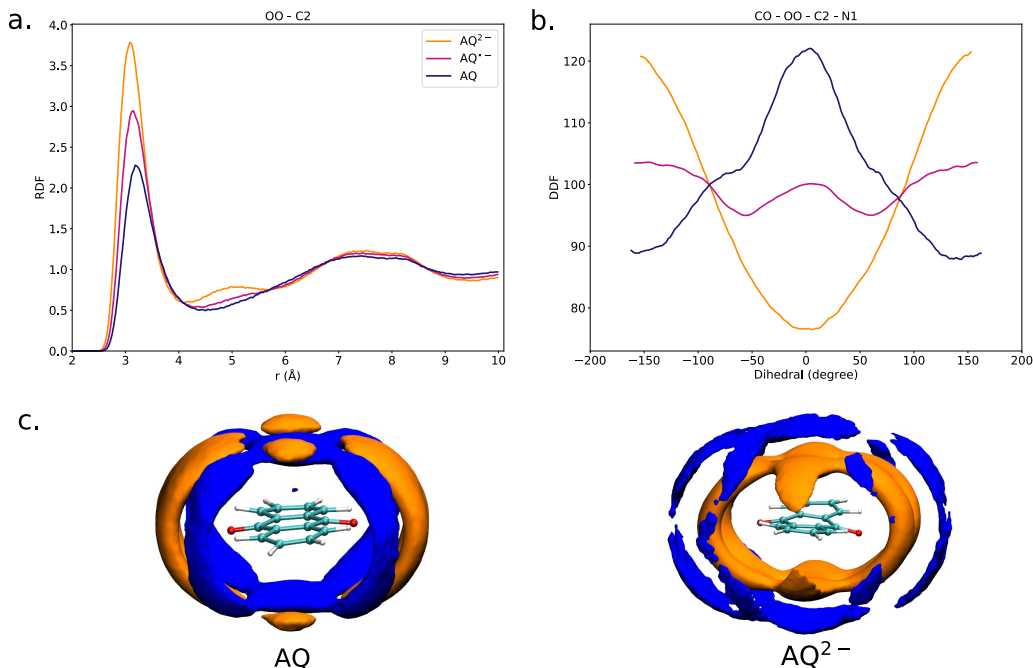 a.
OO - C2
4.0
3.5
3.0
2.5
2.0
1.5
1.0
0.5
0.0
RDF
2 3 4 5 6 7 8 9 10
r (Å)
AQ²⁻
AQ•⁻
AQ
b.
CO - OO - C2 - N1
120
110
100
90
80
DDF
−200 −150 −100 −50 0 50 100 150 200
Dihedral (degree)
c.
AQ
AQ²⁻